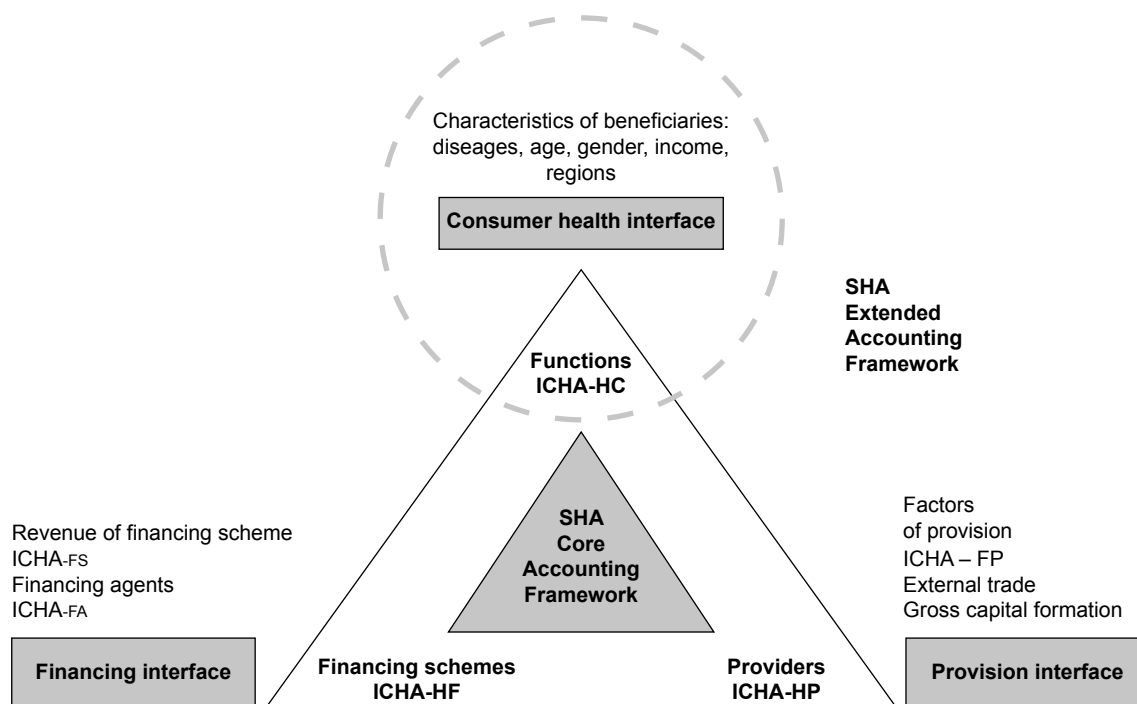 Characteristics of beneficiaries:
diseages, age, gender, income,
regions
Consumer health interface
SHA
Extended
Accounting
Framework
Functions
ICHA-HC
SHA
Core
Accounting
Framework
Revenue of financing scheme
ICHA-FS
Financing agents
ICHA-FA
Financing interface
Financing schemes
ICHA-HF
Providers
ICHA-HP
Factors
of provision
ICHA – FP
External trade
Gross capital formation
Provision interface